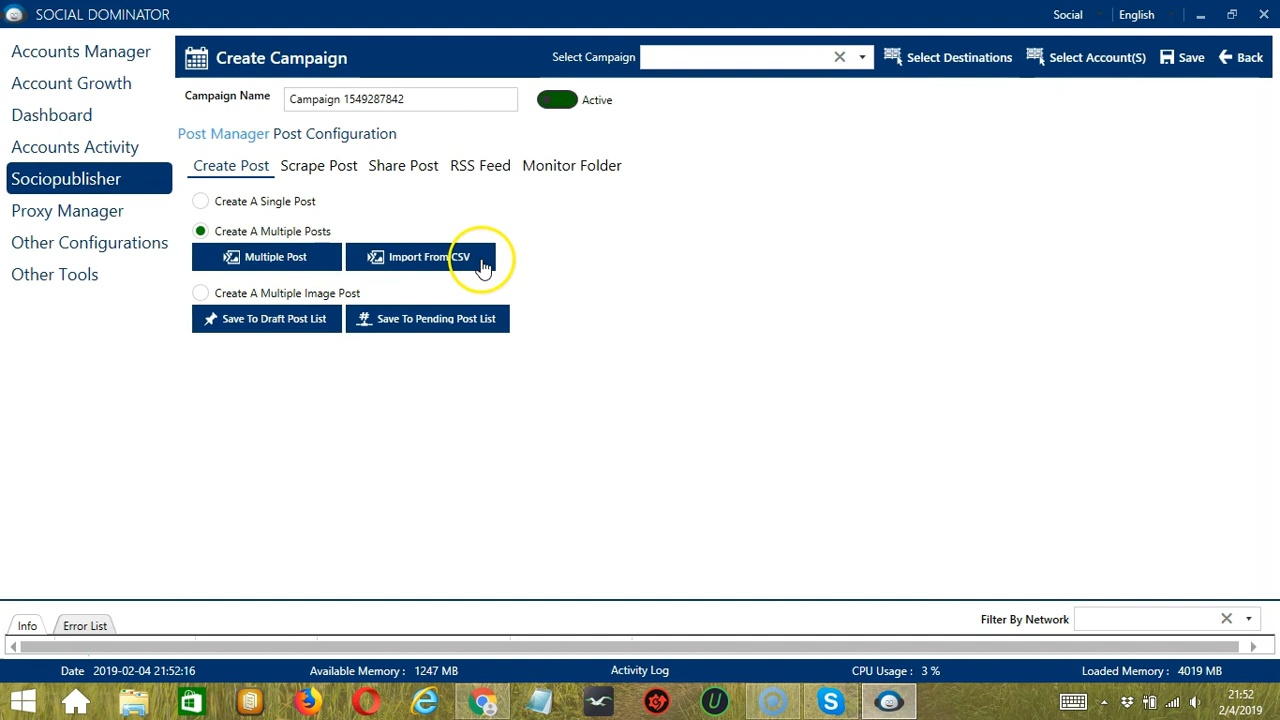 SOCIAL DOMINATOR
Social
English
Accounts Manager
Account Growth
Dashboard
Accounts Activity
Sociopublisher
Proxy Manager
Other Configurations
Other Tools
Create Campaign
Select Campaign
Select Destinations
Select Account(S)
Save
Back
Campaign Name
Campaign 1549287842
Active
Post Manager Post Configuration
Create Post
Scrape Post
Share Post
RSS Feed
Monitor Folder
Create A Single Post
Create A Multiple Posts
Multiple Post
Import From CSV
Create A Multiple Image Post
Save To Draft Post List
Save To Pending Post List
Info
Error List
Filter By Network
Date 2019-02-04 21:52:16
Available Memory : 1247 MB
Activity Log
CPU Usage : 3 %
Loaded Memory : 4019 MB
21:52
2/4/2019